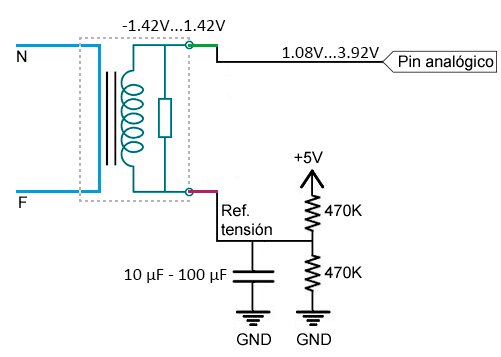 -1.42V...1.42V
N
1.08V...3.92V
Pin analógico
+5V
F
Ref.
tensión
470K
10 µF - 100 µF
470K
GND
GND